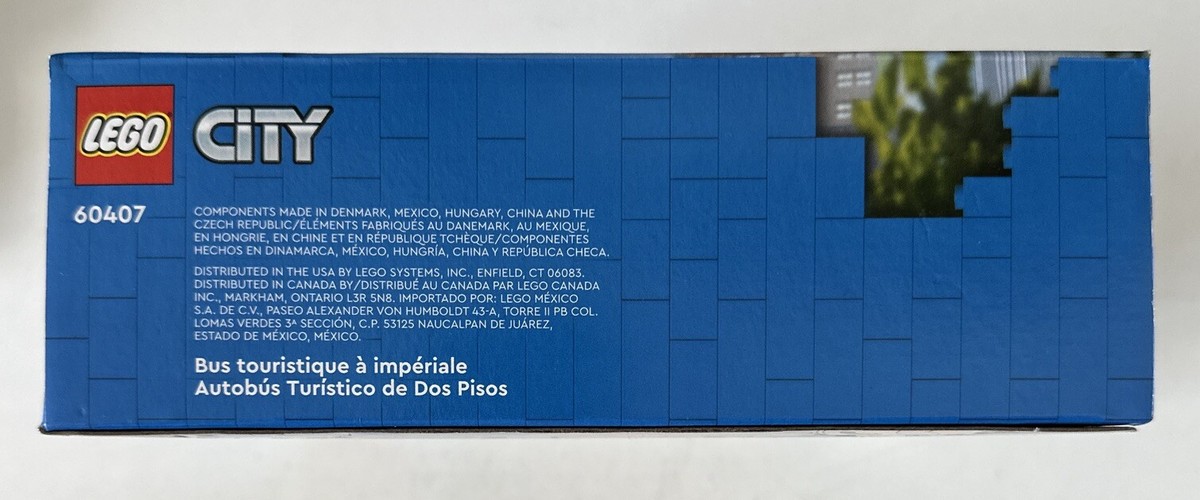 LEGO CITY
60407
COMPONENTS MADE IN DENMARK, MEXICO, HUNGARY, CHINA AND THE
CZECH REPUBLIC/ÉLÉMENTS FABRIQUÉS AU DANEMARK, AU MEXIQUE,
EN HONGRIE, EN CHINE ET EN RÉPUBLIQUE TCHÈQUE/COMPONENTES
HECHOS EN DINAMARCA, MÉXICO, HUNGRÍA, CHINA Y REPÚBLICA CHECA.
DISTRIBUTED IN THE USA BY LEGO SYSTEMS, INC., ENFIELD, CT 06083.
DISTRIBUTED IN CANADA BY/DISTRIBUÉ AU CANADA PAR LEGO CANADA
INC., MARKHAM, ONTARIO L3R 5N8. IMPORTADO POR: LEGO MÉXICO
S.A. DE C.V., PASEO ALEXANDER VON HUMBOLDT 43-A, TORRE II PB COL.
LOMAS VERDES 3ᴬ SECCIÓN, C.P. 53125 NAUCALPAN DE JUÁREZ,
ESTADO DE MÉXICO, MÉXICO.
Bus touristique à impériale
Autobús Turístico de Dos Pisos